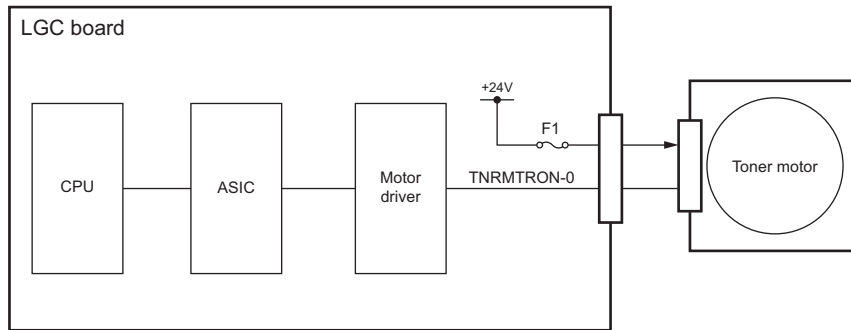 LGC board
+24V
F1
CPU
ASIC
Motor
driver
TNRMTRON-0
Toner motor